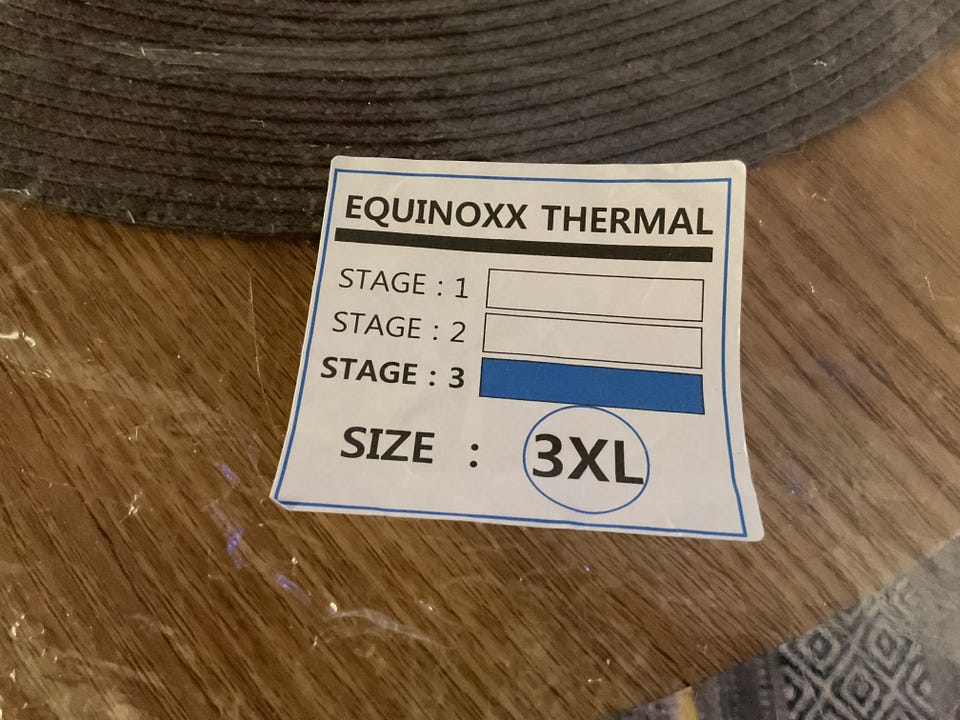 EQUINOXX THERMAL
STAGE : 1
STAGE : 2
STAGE : 3
SIZE : 3XL